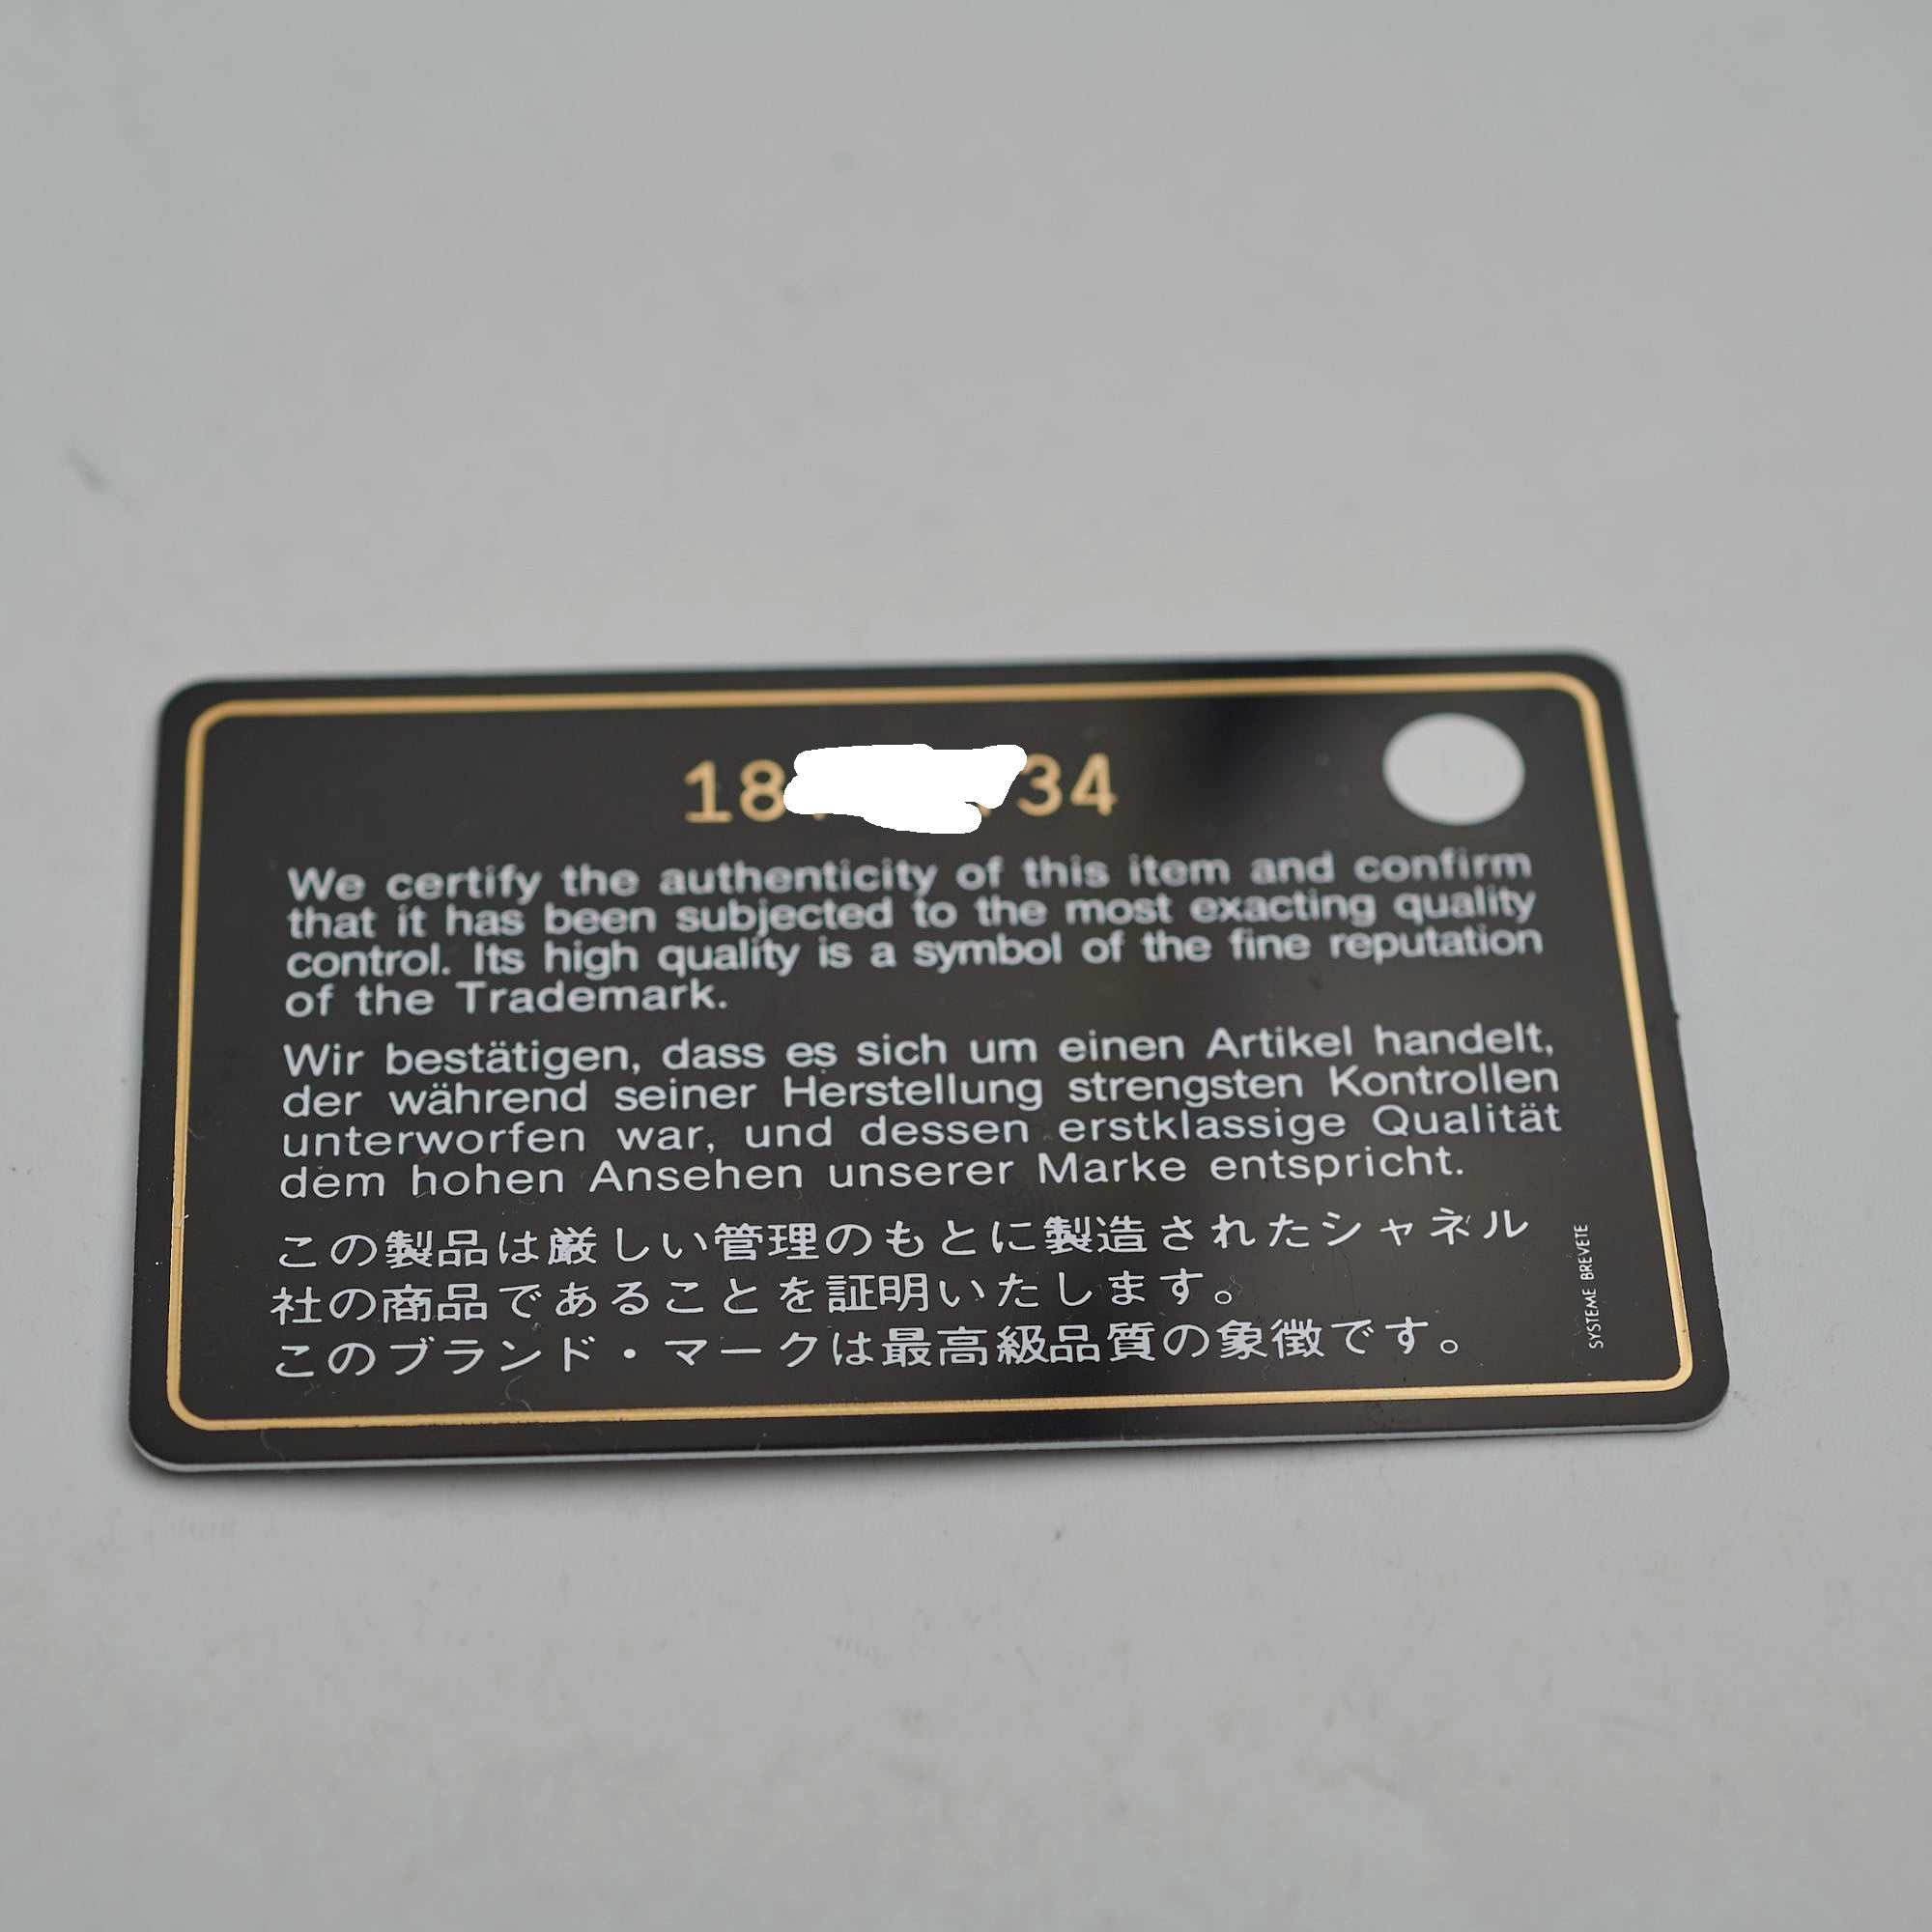 18 34
We certify the authenticity of this item and confirm
that it has been subjected to the most exacting quality
control. Its high quality is a symbol of the fine reputation
of the Trademark.
Wir bestätigen, dass es sich um einen Artikel handelt,
der während seiner Herstellung strengsten Kontrollen
unterworfen war, und dessen erstklassige Qualität
dem hohen Ansehen unserer Marke entspricht.
この製品は厳しい管理のもとに製造されたシャネル
社の商品であることを証明いたします。
このブランド・マークは最高級品質の象徴です。
SYSTEME BREVETE